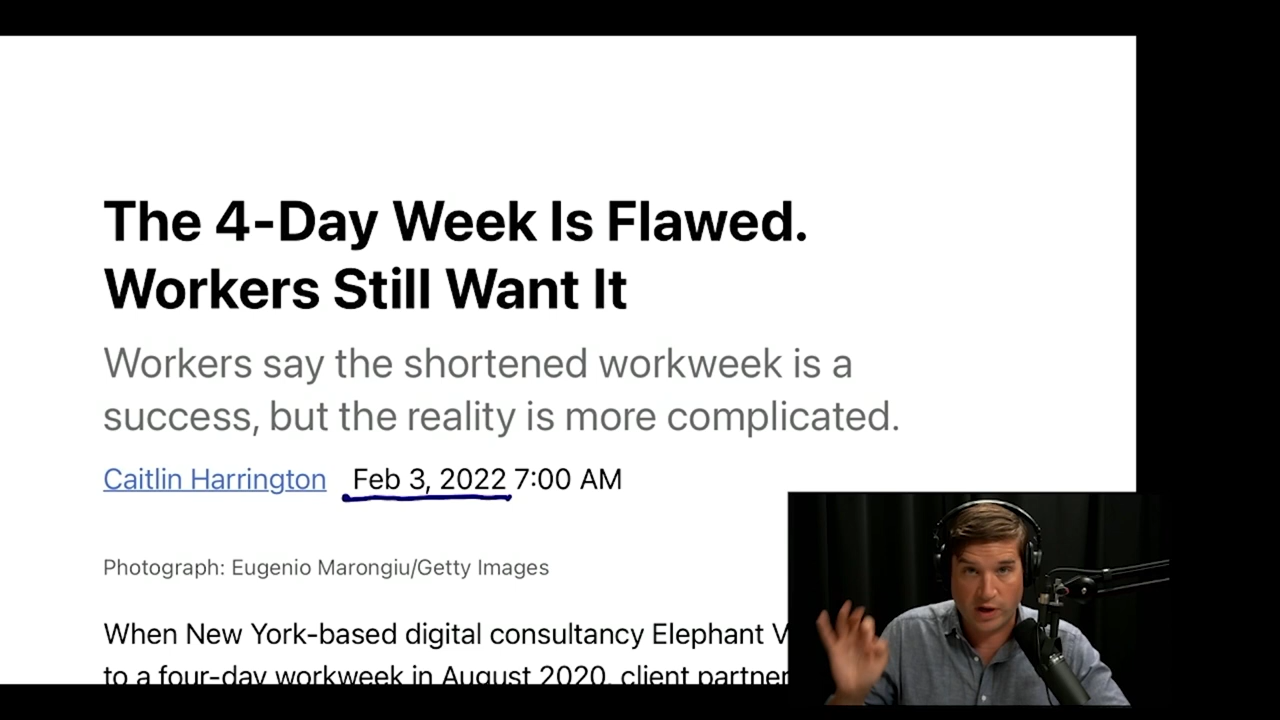 The 4-Day Week Is Flawed.
Workers Still Want It
Workers say the shortened workweek is a
success, but the reality is more complicated.
Caitlin Harrington Feb 3, 2022 7:00 AM
Photograph: Eugenio Marongiu/Getty Images
When New York-based digital consultancy Elephant
to a four-day workweek in August 2020, client partner